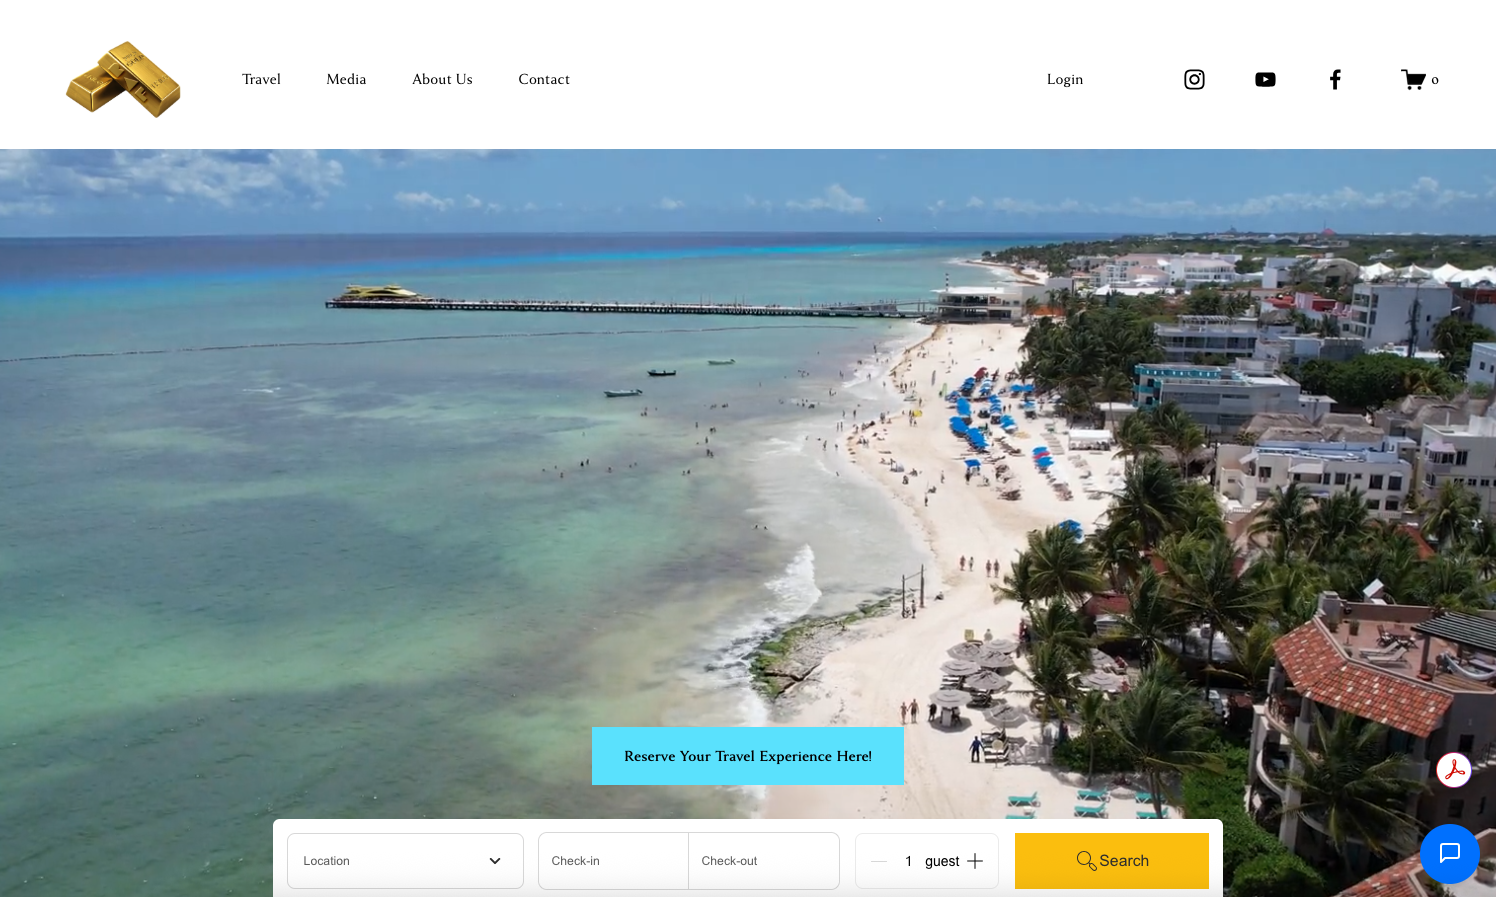 Travel
Media
About Us
Contact
Login
0
Reserve Your Travel Experience Here!
Location
Check-in
Check-out
1 guest
Search